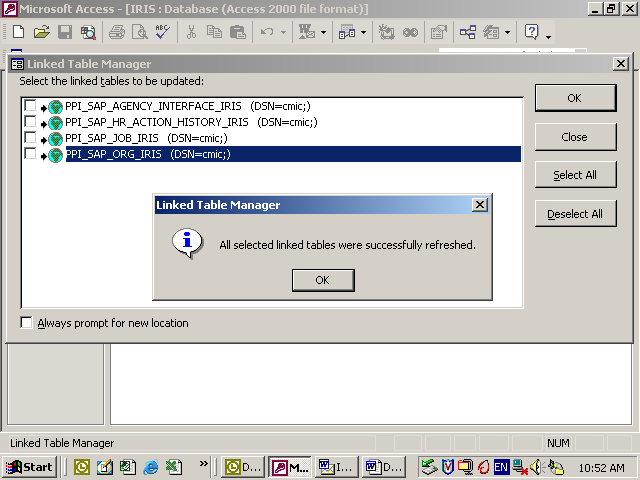 Microsoft Access - [IRIS : Database (Access 2000 file format)]
Linked Table Manager
Select the linked tables to be updated:
PPI_SAP_AGENCY_INTERFACE_IRIS (DSN=cmic;)
PPI_SAP_HR_ACTION_HISTORY_IRIS (DSN=cmic;)
PPI_SAP_JOB_IRIS (DSN=cmic;)
PPI_SAP_ORG_IRIS (DSN=cmic;)
OK
Close
Select All
Deselect All
Linked Table Manager
All selected linked tables were successfully refreshed.
OK
Always prompt for new location
Linked Table Manager
NUM
Start
»
D...
M...
I...
D...
EN
10:52 AM